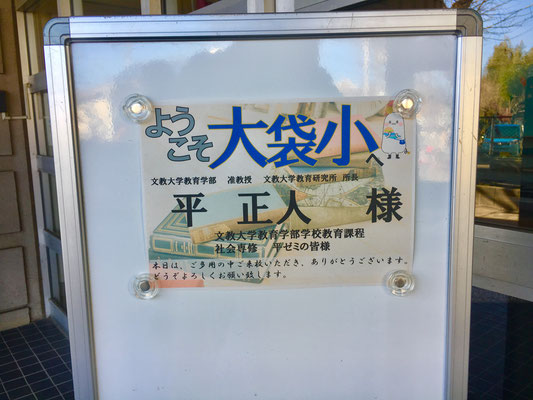 ようこそ大袋小へ
文教大学教育学部　准教授　文教大学教育研究所 所長
平　正人　様
文教大学教育学部学校教育課程
社会専修　平ゼミの皆様
本日は、ご多用の中ご来校いただき、ありがとうございます。
どうぞよろしくお願い致します。